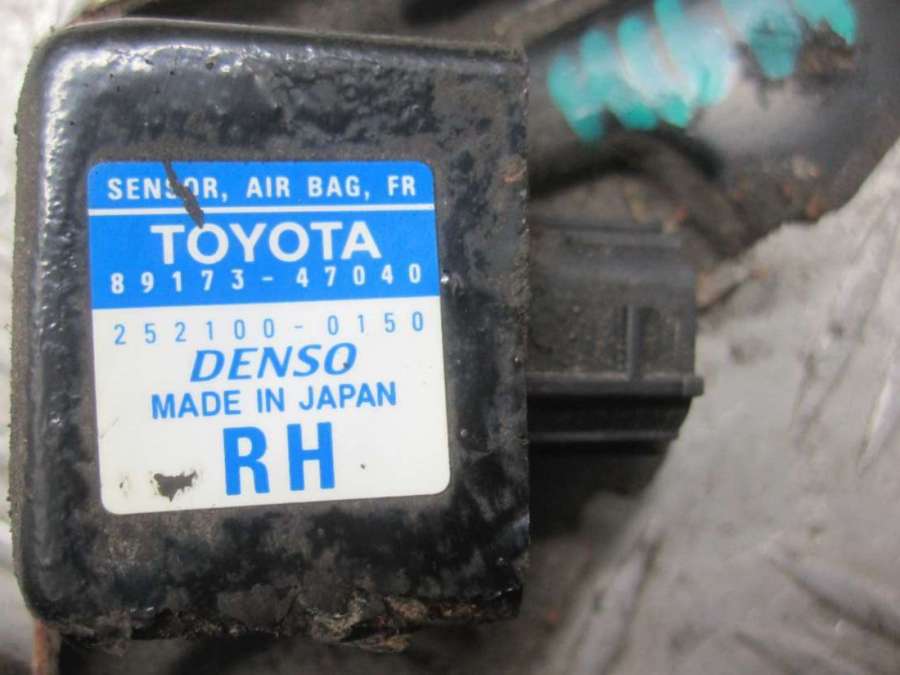 SENSOR, AIR BAG, FR
TOYOTA
89173-47040
252100-0150
DENSO
MADE IN JAPAN
RH